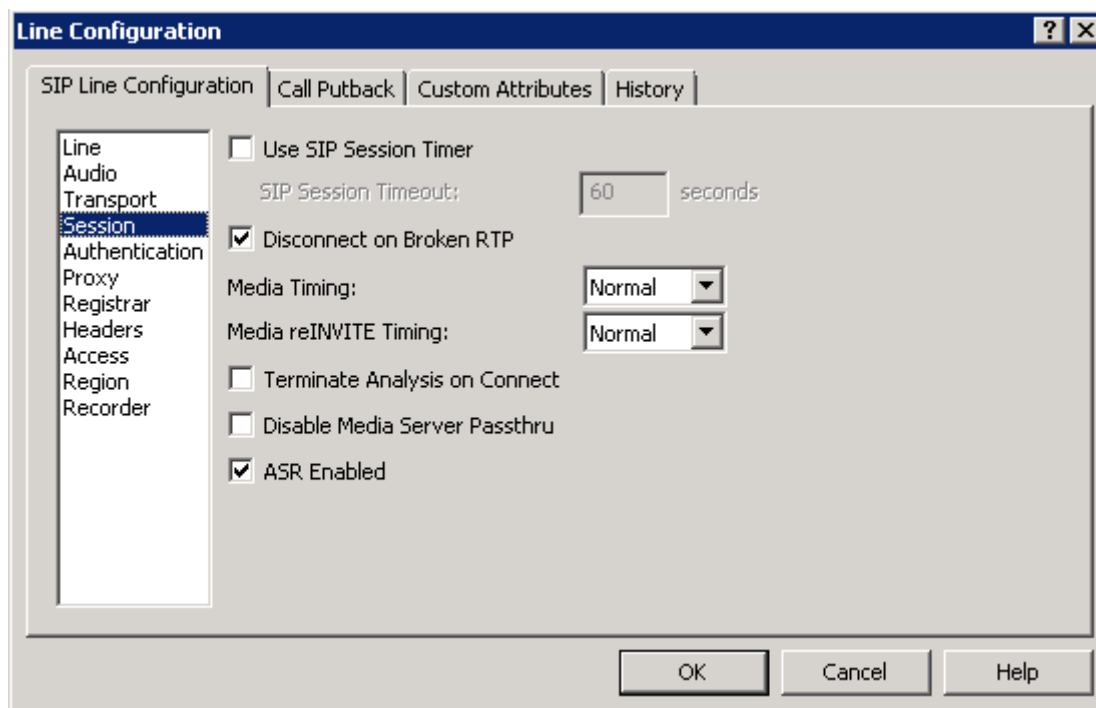 Line Configuration
SIP Line Configuration Call Putback Custom Attributes History
Line
Audio
Transport
Session
Authentication
Proxy
Registrar
Headers
Access
Region
Recorder
Use SIP Session Timer
SIP Session Timeout: 60 seconds
Disconnect on Broken RTP
Media Timing: Normal
Media reINVITE Timing: Normal
Terminate Analysis on Connect
Disable Media Server Passthru
ASR Enabled
OK Cancel Help